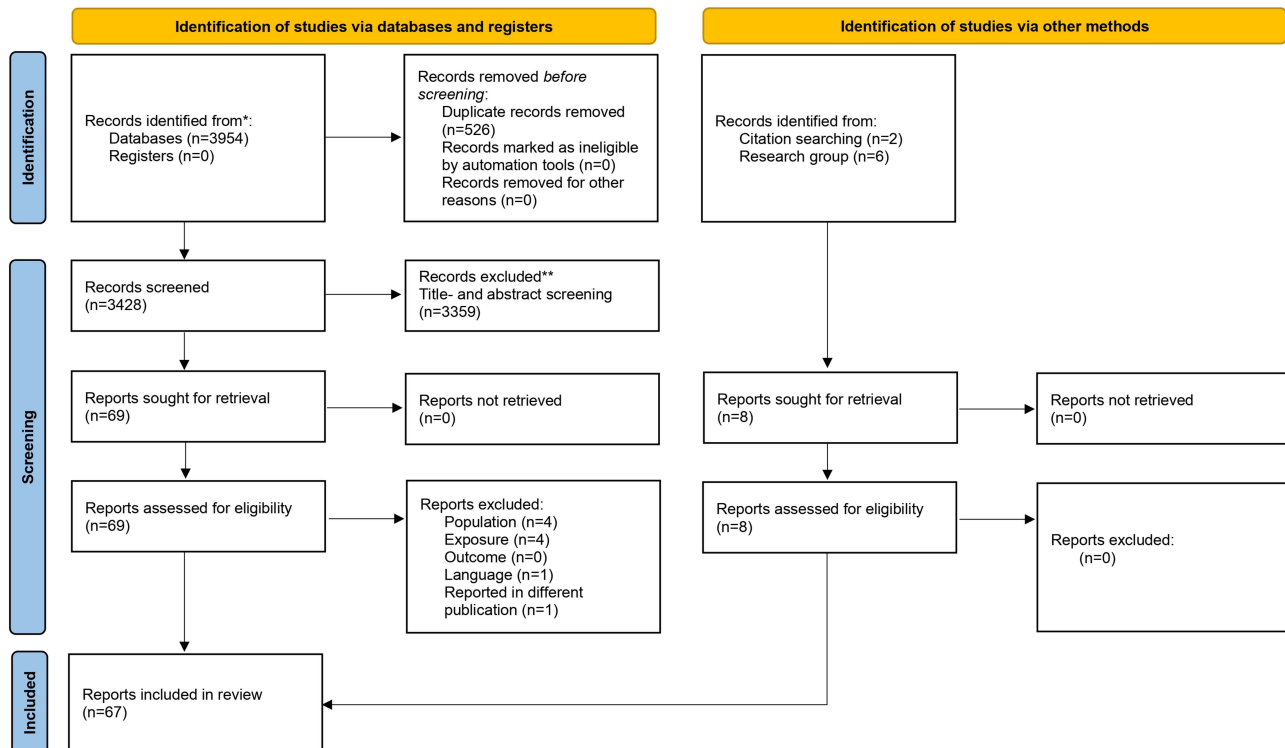 Identification of studies via databases and registers
Identification of studies via other methods
Identification
Records identified from*:
Databases (n=3954)
Registers (n=0)
Records removed before
screening:
Duplicate records removed
(n=526)
Records marked as ineligible
by automation tools (n=0)
Records removed for other
reasons (n=0)
Records identified from:
Citation searching (n=2)
Research group (n=6)
Screening
Records screened
(n=3428)
Records excluded**
Title- and abstract screening
(n=3359)
Reports sought for retrieval
(n=69)
Reports not retrieved
(n=0)
Reports sought for retrieval
(n=8)
Reports not retrieved
(n=0)
Reports assessed for eligibility
(n=69)
Reports excluded:
Population (n=4)
Exposure (n=4)
Outcome (n=0)
Language (n=1)
Reported in different
publication (n=1)
Reports assessed for eligibility
(n=8)
Reports excluded:
(n=0)
Included
Reports included in review
(n=67)